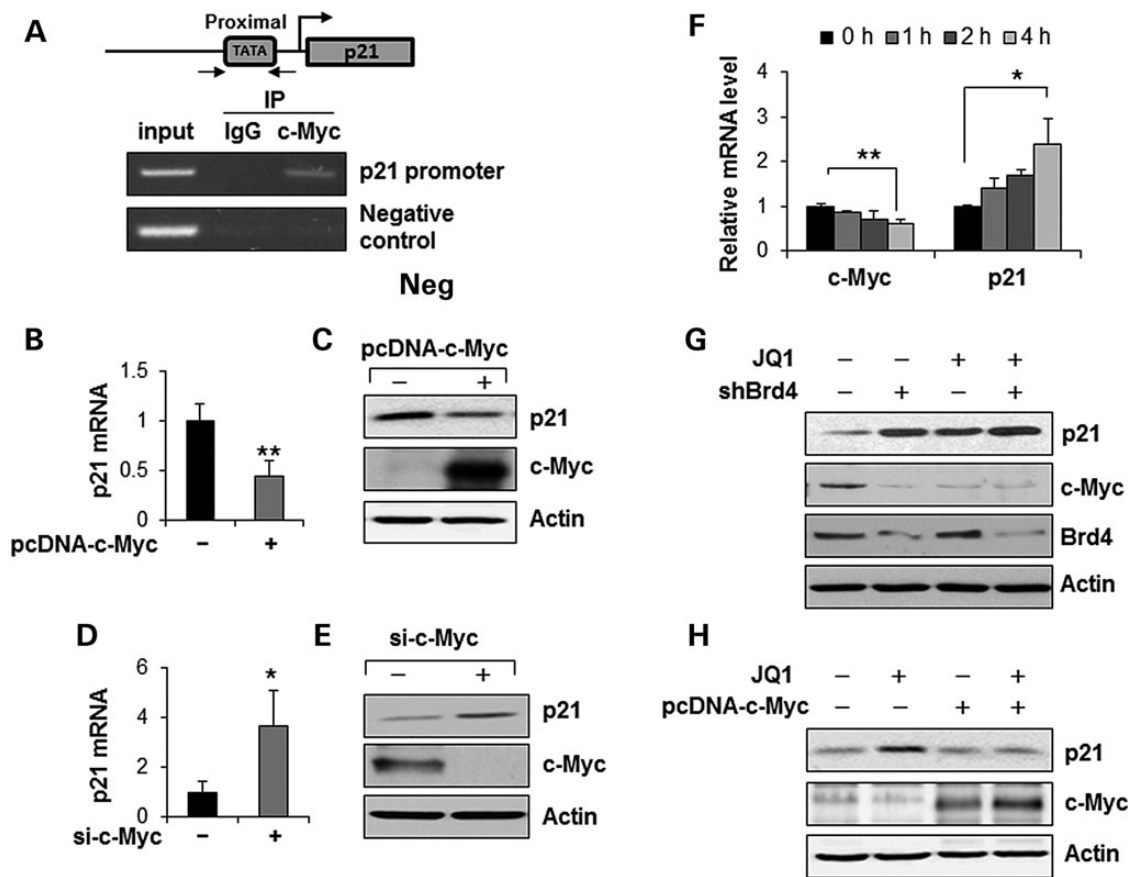 A
Proximal
TATA
p21
IP
input IgG c-Myc
p21 promoter
Negative
control
Neg
B
p21 mRNA
1.5
1
0.5
0
**
pcDNA-c-Myc − +
C
pcDNA-c-Myc
− +
p21
c-Myc
Actin
D
p21 mRNA
6
4
2
0
*
si-c-Myc − +
E
si-c-Myc
− +
p21
c-Myc
Actin
F
0 h 1 h 2 h 4 h
Relative mRNA level
4
3
2
1
0
**
*
c-Myc p21
G
JQ1 − − + +
shBrd4 − + − +
p21
c-Myc
Brd4
Actin
H
JQ1 − + − +
pcDNA-c-Myc − − + +
p21
c-Myc
Actin